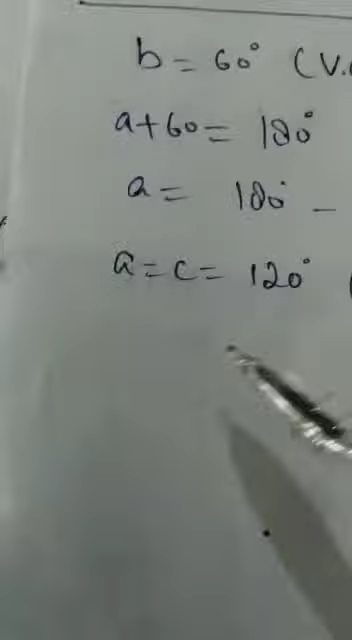 b = 60° (V.
a+60 = 180°
a = 180° -
a = c = 120° (